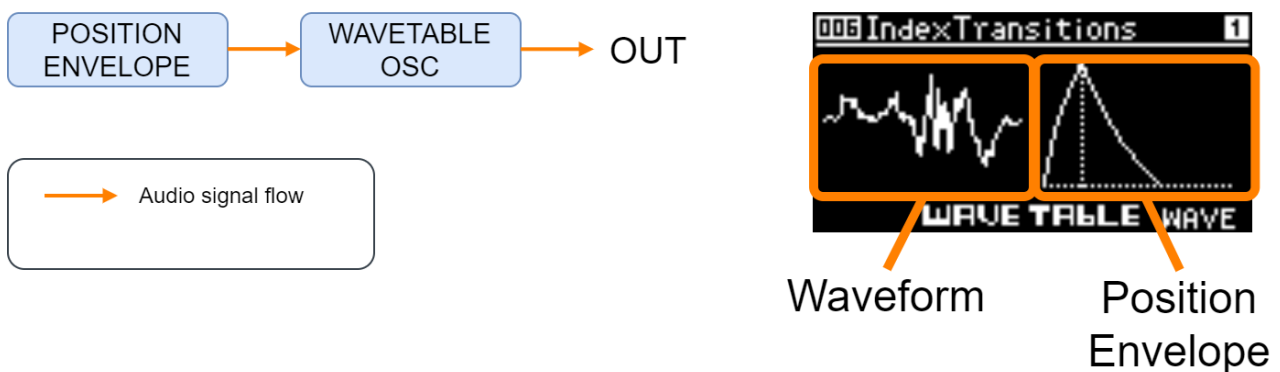 POSITION
ENVELOPE
WAVETABLE
OSC
OUT
Audio signal flow
006 IndexTransitions 1
WAVE TABLE WAVE
Waveform
Position
Envelope